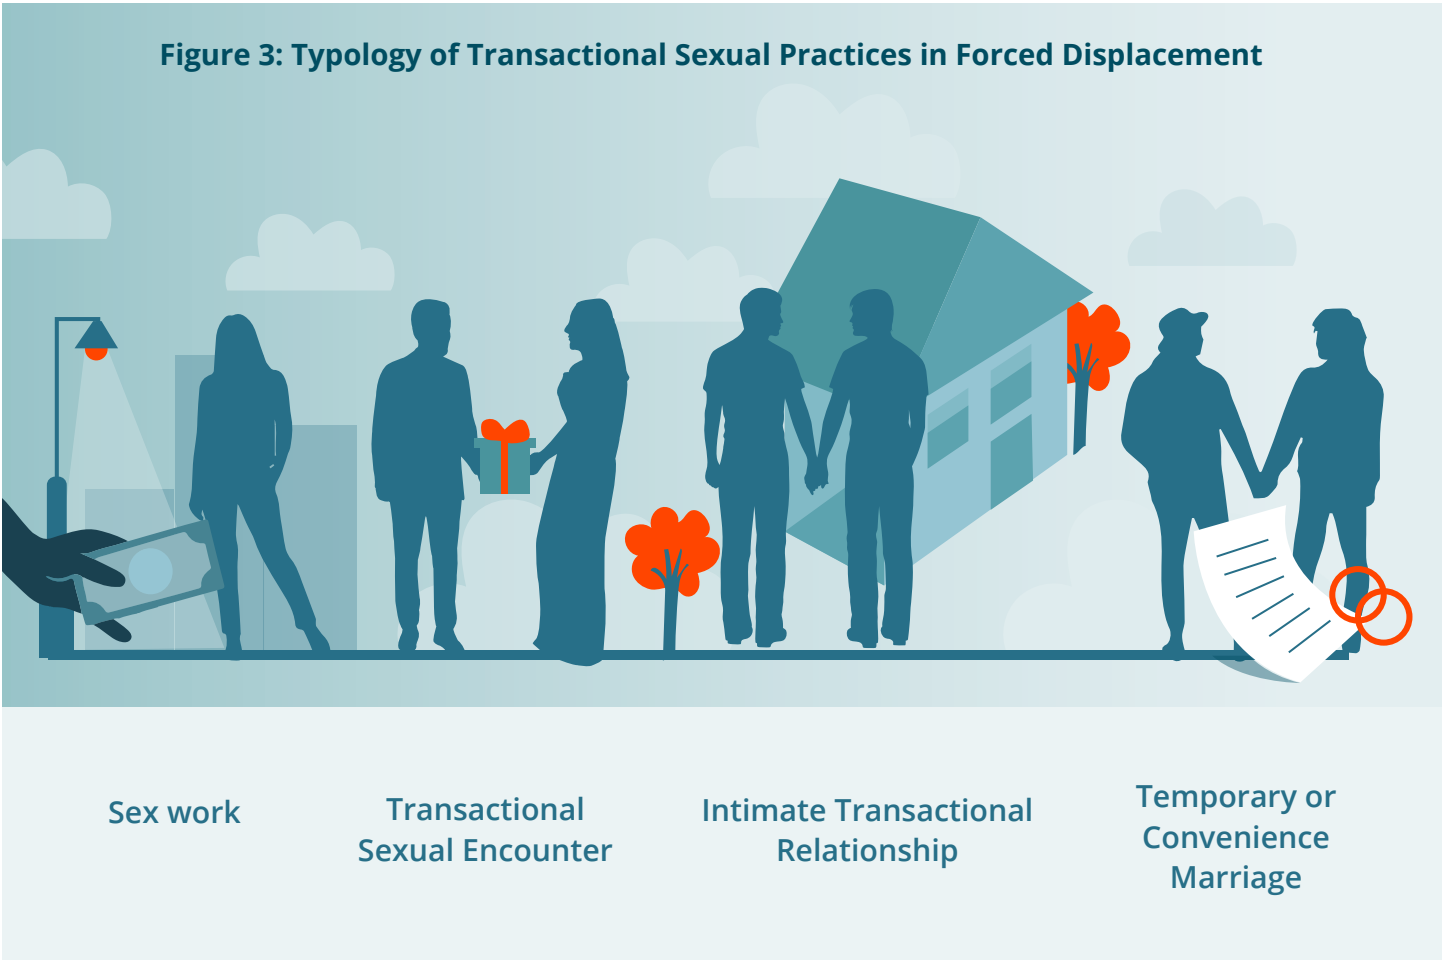 Figure 3: Typology of Transactional Sexual Practices in Forced Displacement
Sex work
Transactional
Sexual Encounter
Intimate Transactional
Relationship
Temporary or
Convenience
Marriage